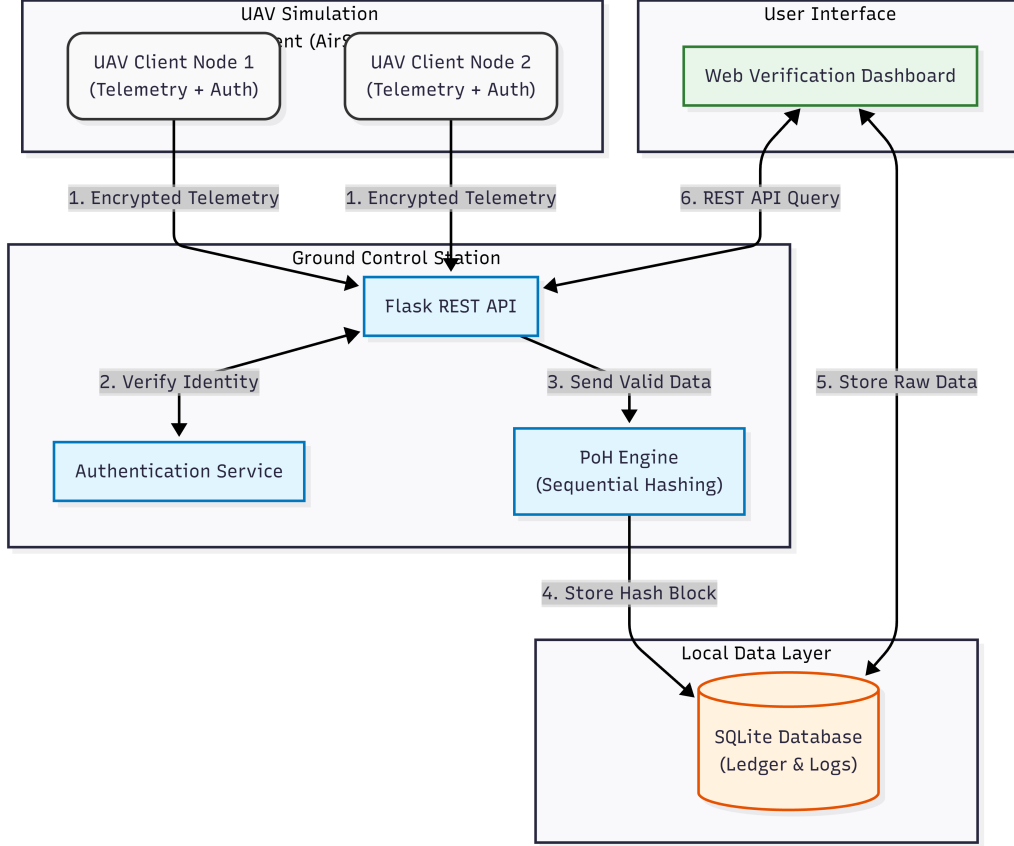 UAV Simulation
UAV Client Node 1
(Telemetry + Auth)
UAV Client Node 2
(Telemetry + Auth)
User Interface
Web Verification Dashboard
1. Encrypted Telemetry
1. Encrypted Telemetry
6. REST API Query
Ground Control Station
Flask REST API
2. Verify Identity
3. Send Valid Data
5. Store Raw Data
Authentication Service
PoH Engine
(Sequential Hashing)
4. Store Hash Block
Local Data Layer
SQLite Database
(Ledger & Logs)